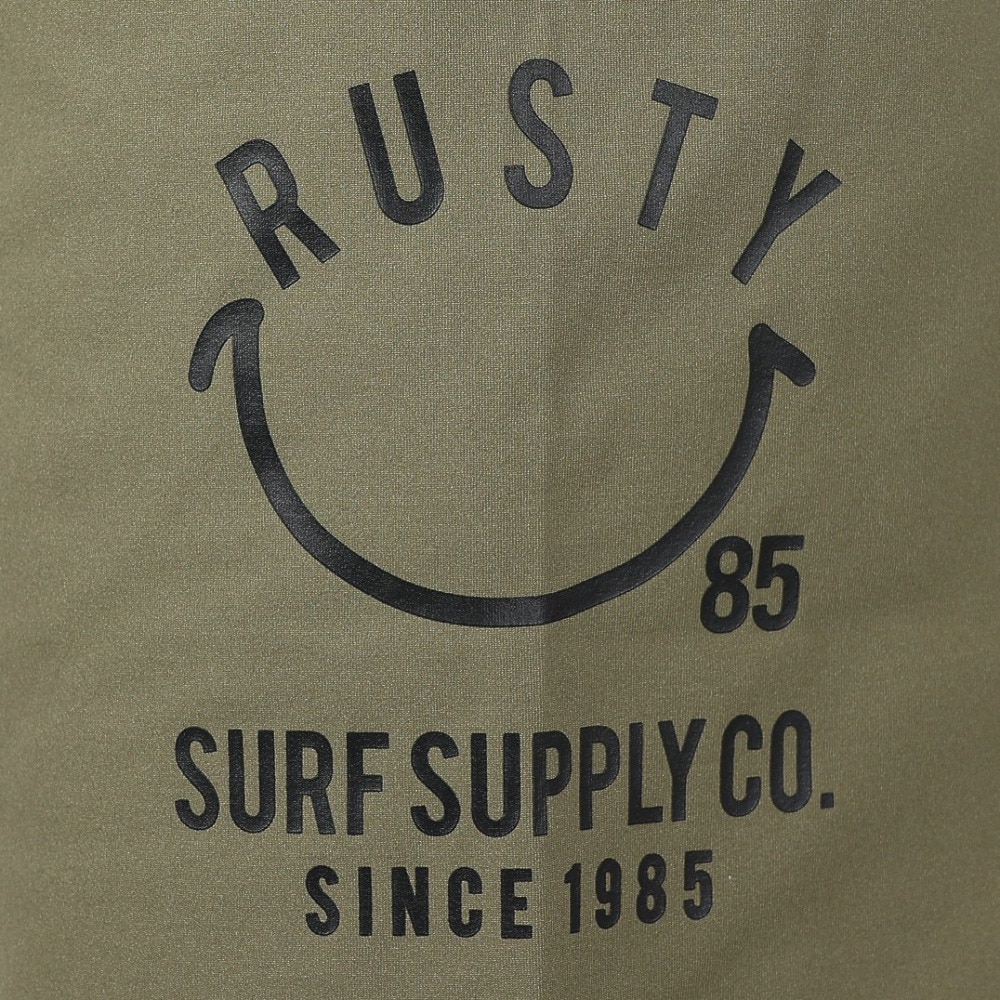 RUSTY
85
SURF SUPPLY CO.
SINCE 1985